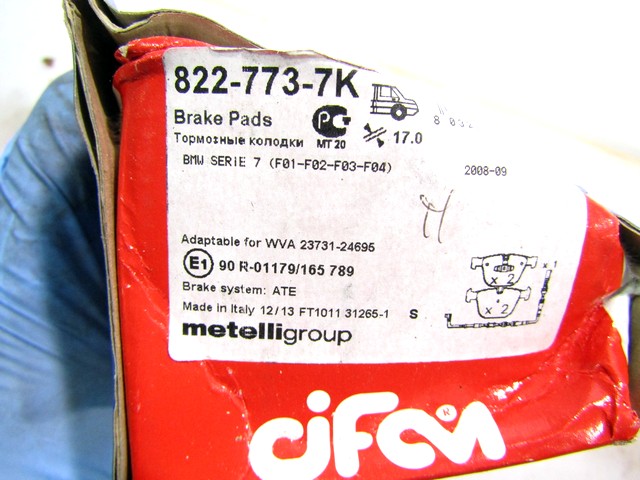 822-773-7K
Brake Pads
Тормозные колодки
MT 20
17.0
BMW SERIE 7 (F01-F02-F03-F04)
2008-09
Adaptable for WVA 23731-24695
E1 90 R-01179/165 789
Brake system: ATE
x 1
x 2
x 2
Made in Italy 12/13 FT1011 31265-1 S
metelligroup
CIFAM®